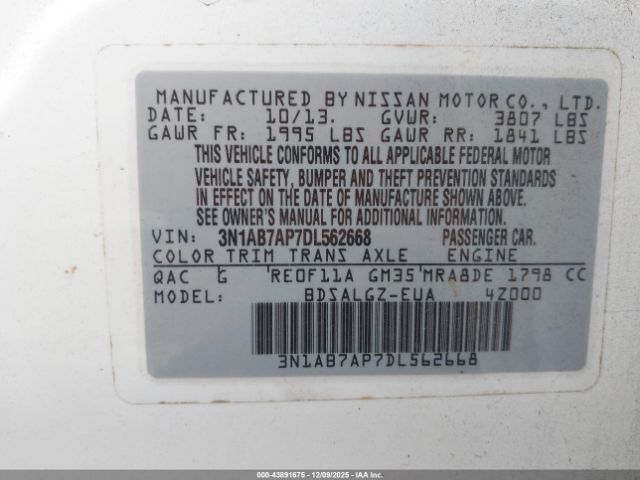 MANUFACTURED BY NISSAN MOTOR CO., LTD.
DATE: 10/13. GVWR: 3807 LBS
GAWR FR: 1995 LBS GAWR RR: 1841 LBS
THIS VEHICLE CONFORMS TO ALL APPLICABLE FEDERAL MOTOR
VEHICLE SAFETY, BUMPER AND THEFT PREVENTION STANDARDS
IN EFFECT ON THE DATE OF MANUFACTURE SHOWN ABOVE.
SEE OWNER'S MANUAL FOR ADDITIONAL INFORMATION.
VIN: 3N1AB7AP7DL562668 PASSENGER CAR.
COLOR TRIM TRANS AXLE ENGINE
QAC G RE0F11A GM35 MRA8DE 1798 CC
MODEL: BDSALGZ-EUA 4Z000
3N1AB7AP7DL562668
000-43891675 - 12/09/2025 - IAA Inc.